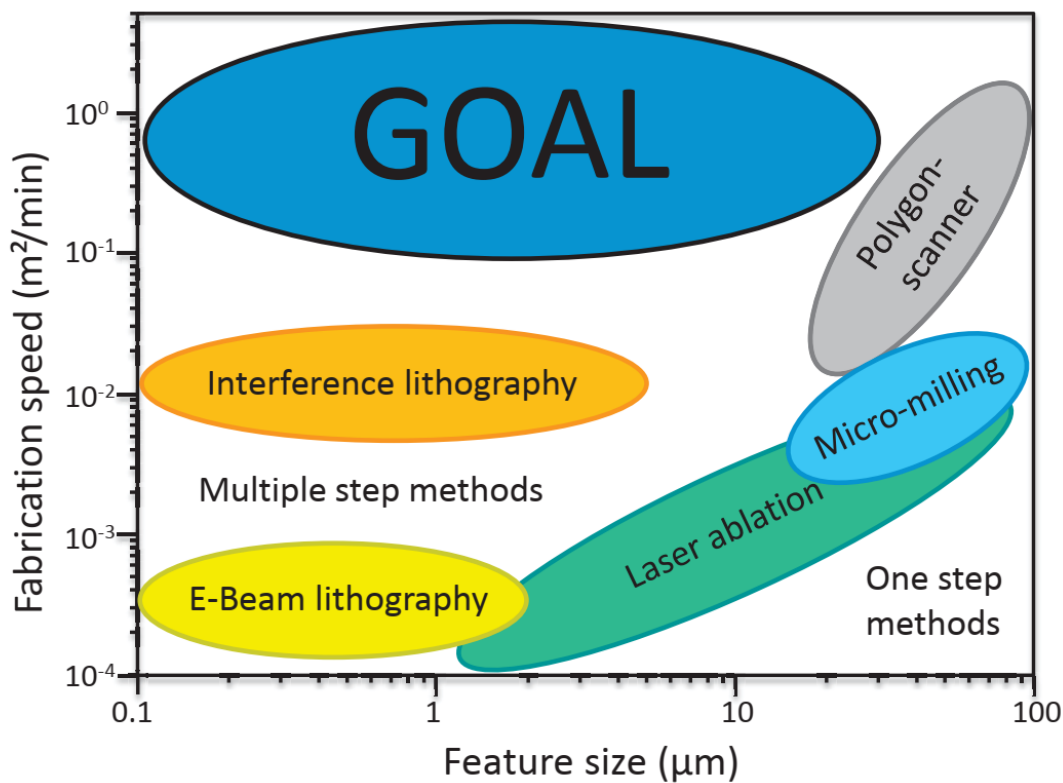 GOAL
Polygon-
scanner
Interference lithography
Micro-milling
Multiple step methods
Laser ablation
E-Beam lithography
One step
methods
Fabrication speed (m²/min)
10⁰
10⁻¹
10⁻²
10⁻³
10⁻⁴
0.1
1
10
100
Feature size (µm)